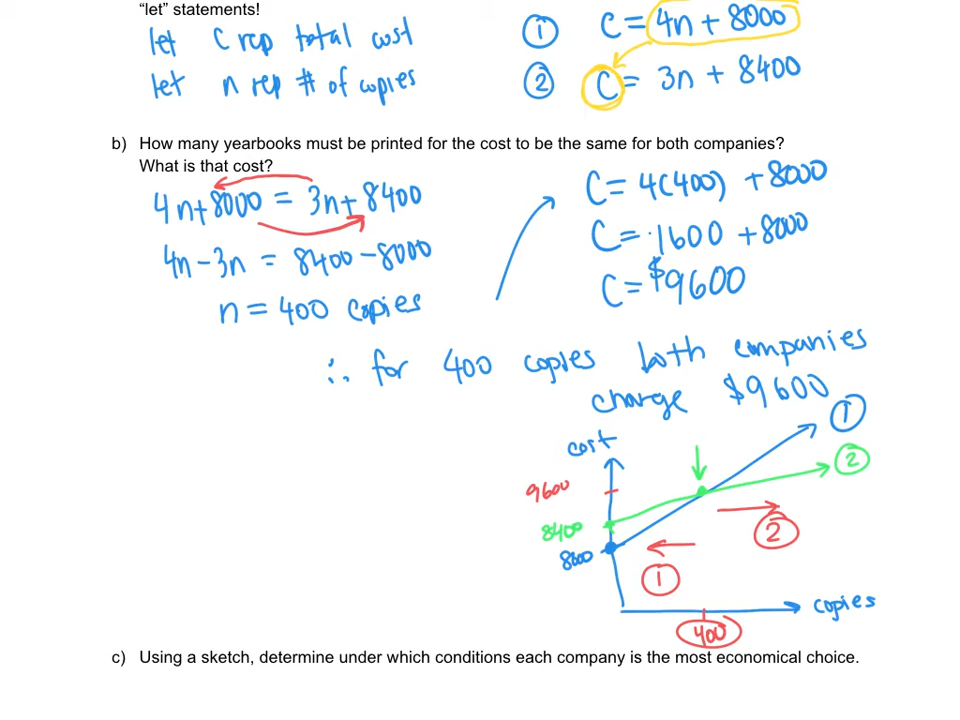 "let" statements!
let C rep total cost
let n rep # of copies
① C = 4n + 8000
② C = 3n + 8400
b) How many yearbooks must be printed for the cost to be the same for both companies?
What is that cost?
4n + 8000 = 3n + 8400
4n - 3n = 8400 - 8000
n = 400 copies
C = 4(400) + 8000
C = 1600 + 8000
C = $9600
∴ for 400 copies both companies
charge $9600
cost
①
②
9600
8400
8000
②
①
copies
400
c) Using a sketch, determine under which conditions each company is the most economical choice.